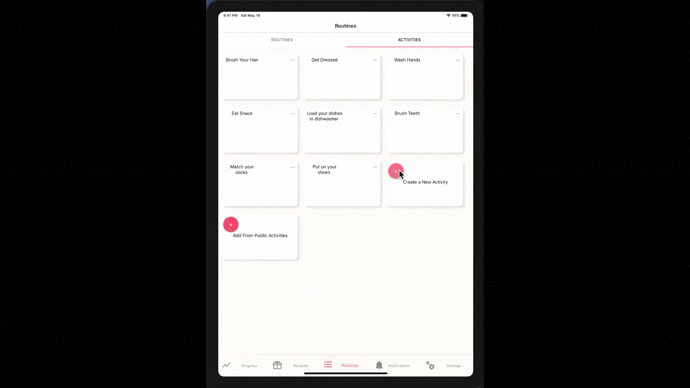 4:41 PM Sat May 16
90%
Routines
ROUTINES
ACTIVITIES
Brush Your Hair
Get Dressed
Wash Hands
Eat Snack
Load your dishes
in dishwasher
Brush Teeth
Match your
socks
Put on your
shoes
Create a New Activity
Add From Public Activities
Progress
Rewards
Routines
Notifications
Settings